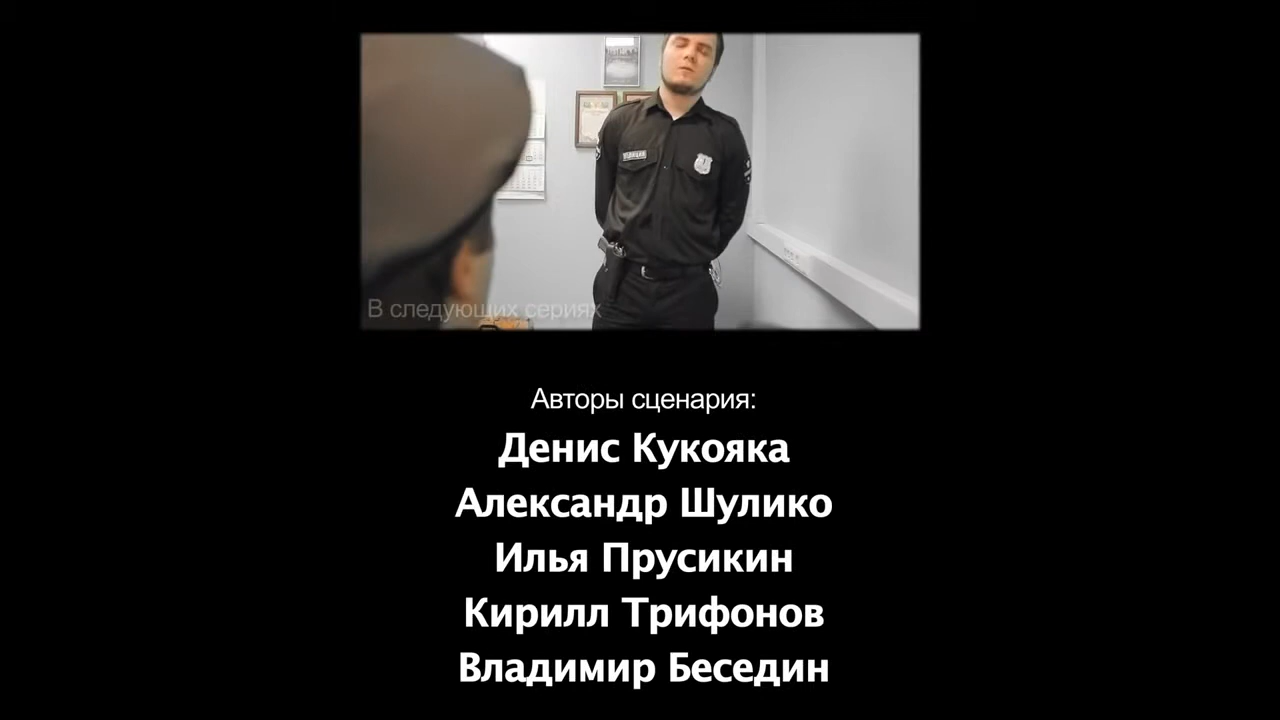 В следующих сериях
Авторы сценария:
Денис Кукояка
Александр Шулико
Илья Прусикин
Кирилл Трифонов
Владимир Беседин